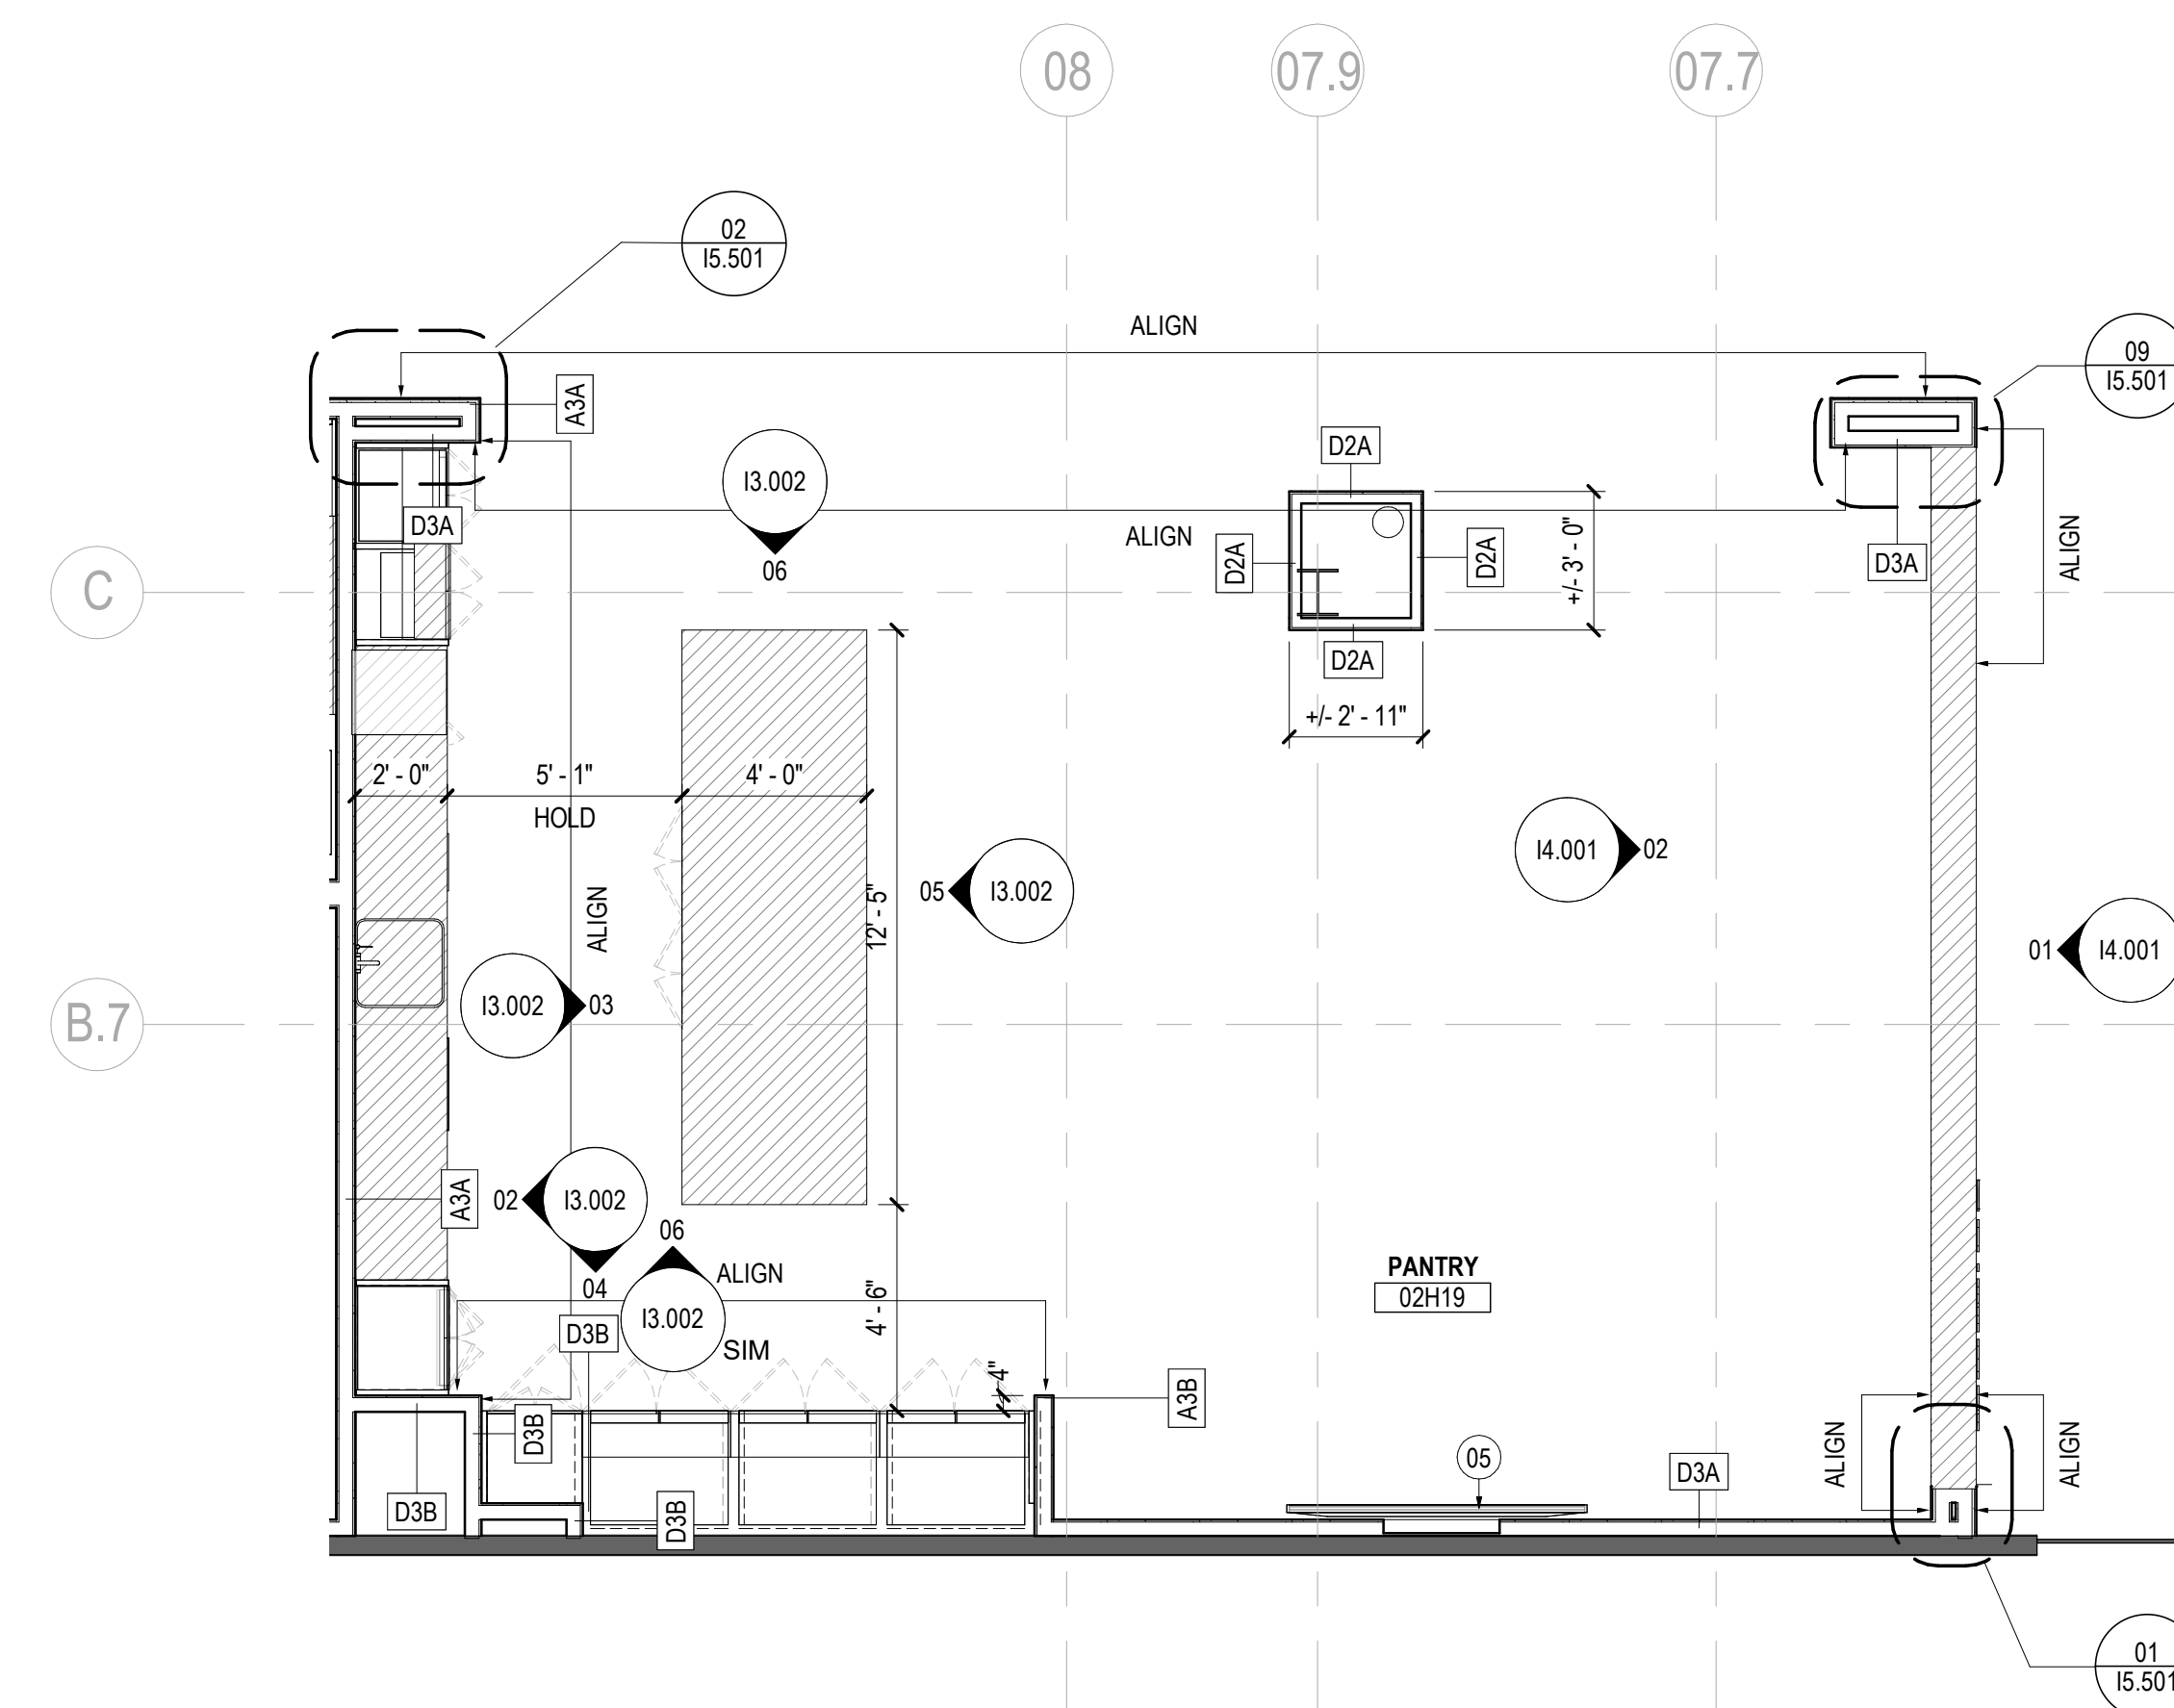 08
07.9
07.7
02
I5.501
ALIGN
09
I5.501
A3A
I3.002
06
D3A
D2A
ALIGN
D2A
D2A
+/- 3' - 0"
D3A
ALIGN
C
D2A
+/- 2' - 11"
2' - 0"
5' - 1"
HOLD
4' - 0"
I4.001
02
ALIGN
12' - 5"
05
I3.002
01
I4.001
B.7
I3.002
03
A3A
02
I3.002
04
06
I3.002
SIM
ALIGN
4' - 6"
PANTRY
02H19
D3B
4"
A3B
D3B
D3B
D3B
05
D3A
ALIGN
ALIGN
01
I5.501